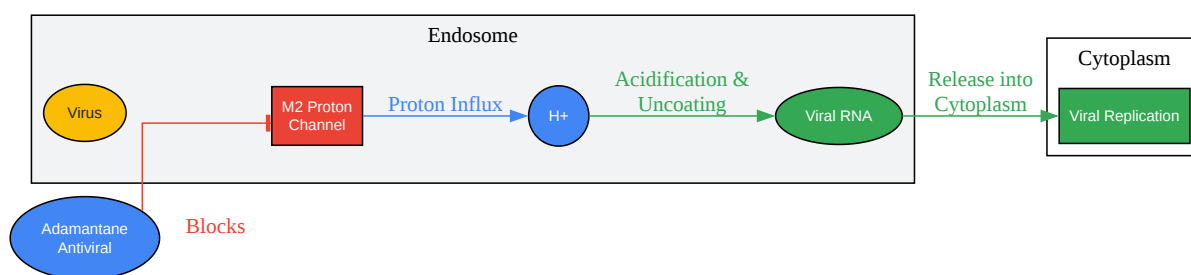 Endosome
Cytoplasm
Virus
M2 Proton
Channel
Proton Influx
H+
Acidification &
Uncoating
Viral RNA
Release into
Cytoplasm
Viral Replication
Adamantane
Antiviral
Blocks